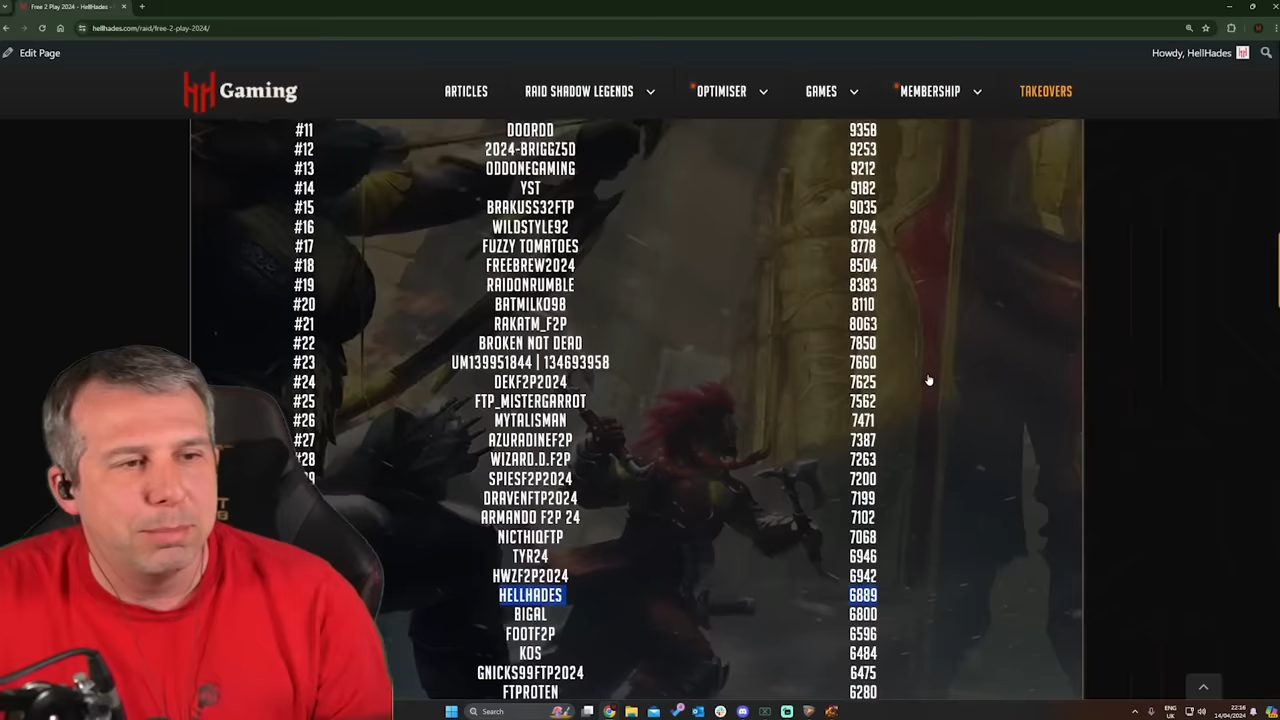 Free 2 Play 2024 - HellHades -
hellhades.com/raid/free-2-play-2024/
Edit Page
Howdy, HellHades
Gaming
ARTICLES RAID SHADOW LEGENDS OPTIMISER GAMES MEMBERSHIP TAKEOVERS
#11 DOORDD 9358
#12 2024-BRIGGZ5D 9253
#13 ODDONEGAMING 9212
#14 YST 9182
#15 BRAKUSS32FTP 9035
#16 WILDSTYLE92 8794
#17 FUZZY TOMATOES 8778
#18 FREEBREW2024 8504
#19 RAIDONRUMBLE 8383
#20 BATMILKO98 8110
#21 RAKATM_F2P 8063
#22 BROKEN NOT DEAD 7850
#23 UM139951844 | 134693958 7660
#24 DEKF2P2024 7625
#25 FTP_MISTERGARROT 7562
#26 MYTALISMAN 7471
#27 AZURADINEF2P 7387
#28 WIZARD.D.F2P 7263
SPIESF2P2024 7200
DRAVENFTP2024 7199
ARMANDO F2P 24 7102
NICTHIQFTP 7068
TYR24 6946
HWZF2P2024 6942
HELLHADES 6889
BIGAL 6800
FOOTF2P 6596
KOS 6484
GNICKS99FTP2024 6475
FTPROTEN 6280
Search
ENG
UK
22:16
14/04/2024